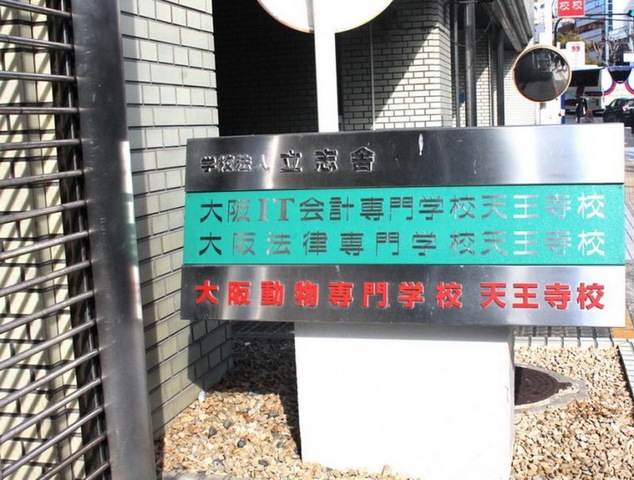 学校法人 立志舎
大阪IT会計専門学校天王寺校
大阪法律専門学校天王寺校
大阪動物専門学校 天王寺校